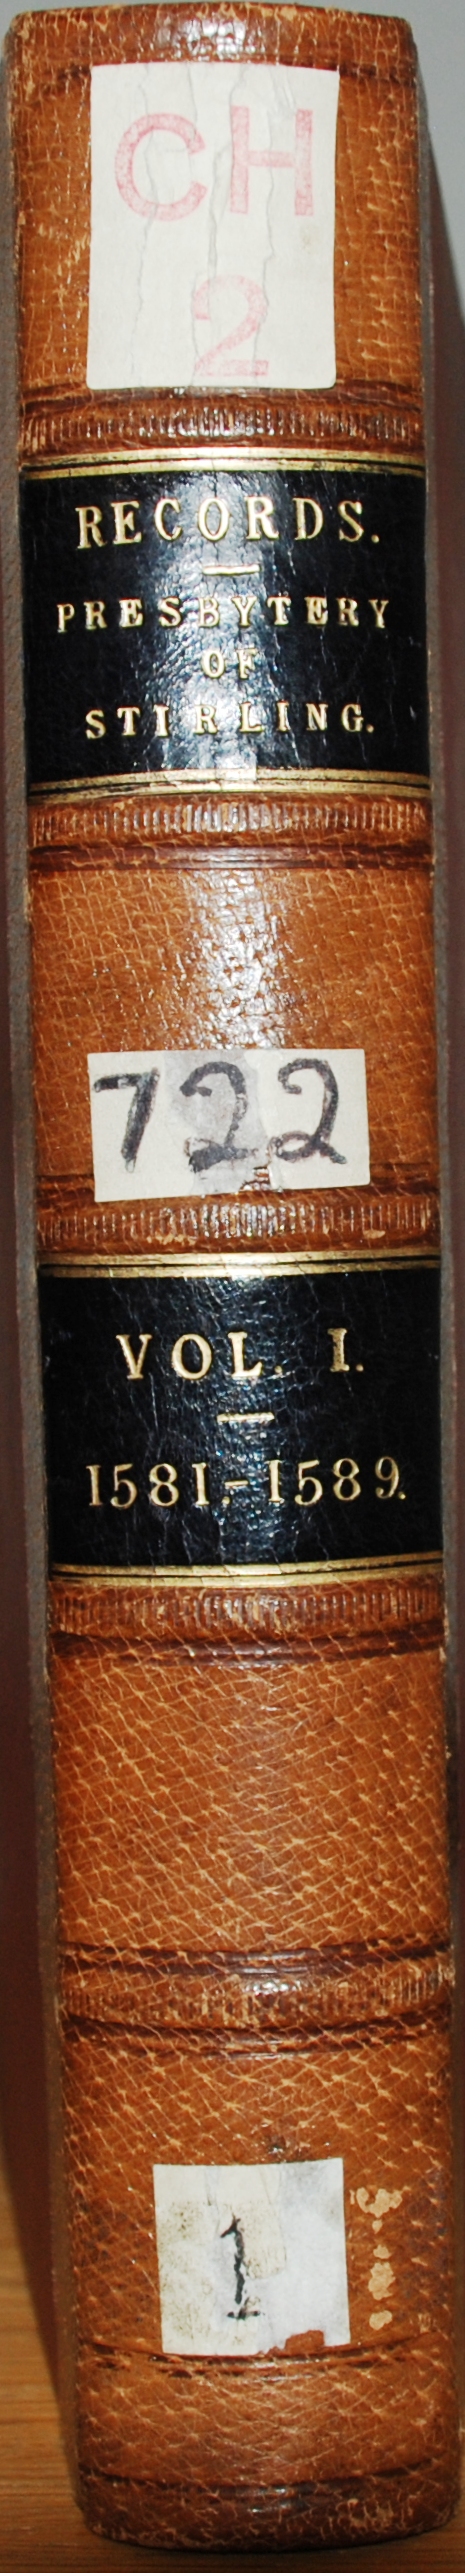 CH
2
RECORDS.
PRESBYTERY
OF
STIRLING.
722
VOL. I.
1581.-1589.
1